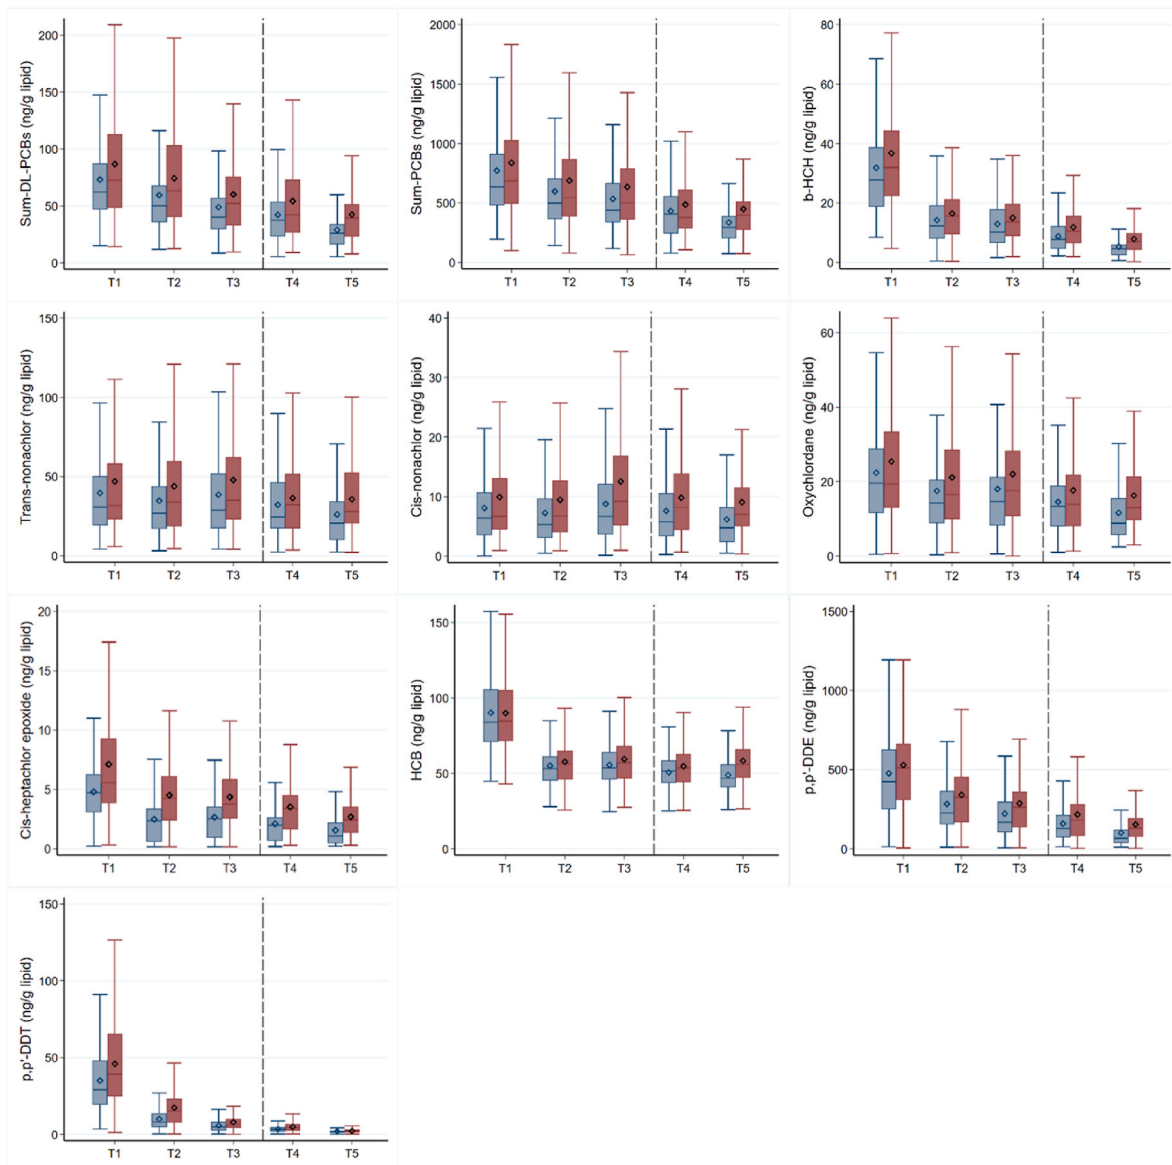 Sum-DL-PCBs (ng/g lipid)
200
150
100
50
0
T1 T2 T3 T4 T5
Sum-PCBs (ng/g lipid)
2000
1500
1000
500
0
T1 T2 T3 T4 T5
b-HCH (ng/g lipid)
80
60
40
20
0
T1 T2 T3 T4 T5
Trans-nonachlor (ng/g lipid)
150
100
50
0
T1 T2 T3 T4 T5
Cis-nonachlor (ng/g lipid)
40
30
20
10
0
T1 T2 T3 T4 T5
Oxychlordane (ng/g lipid)
60
40
20
0
T1 T2 T3 T4 T5
Cis-heptachlor epoxide (ng/g lipid)
20
15
10
5
0
T1 T2 T3 T4 T5
HCB (ng/g lipid)
150
100
50
0
T1 T2 T3 T4 T5
p,p'-DDE (ng/g lipid)
1500
1000
500
0
T1 T2 T3 T4 T5
p,p'-DDT (ng/g lipid)
150
100
50
0
T1 T2 T3 T4 T5